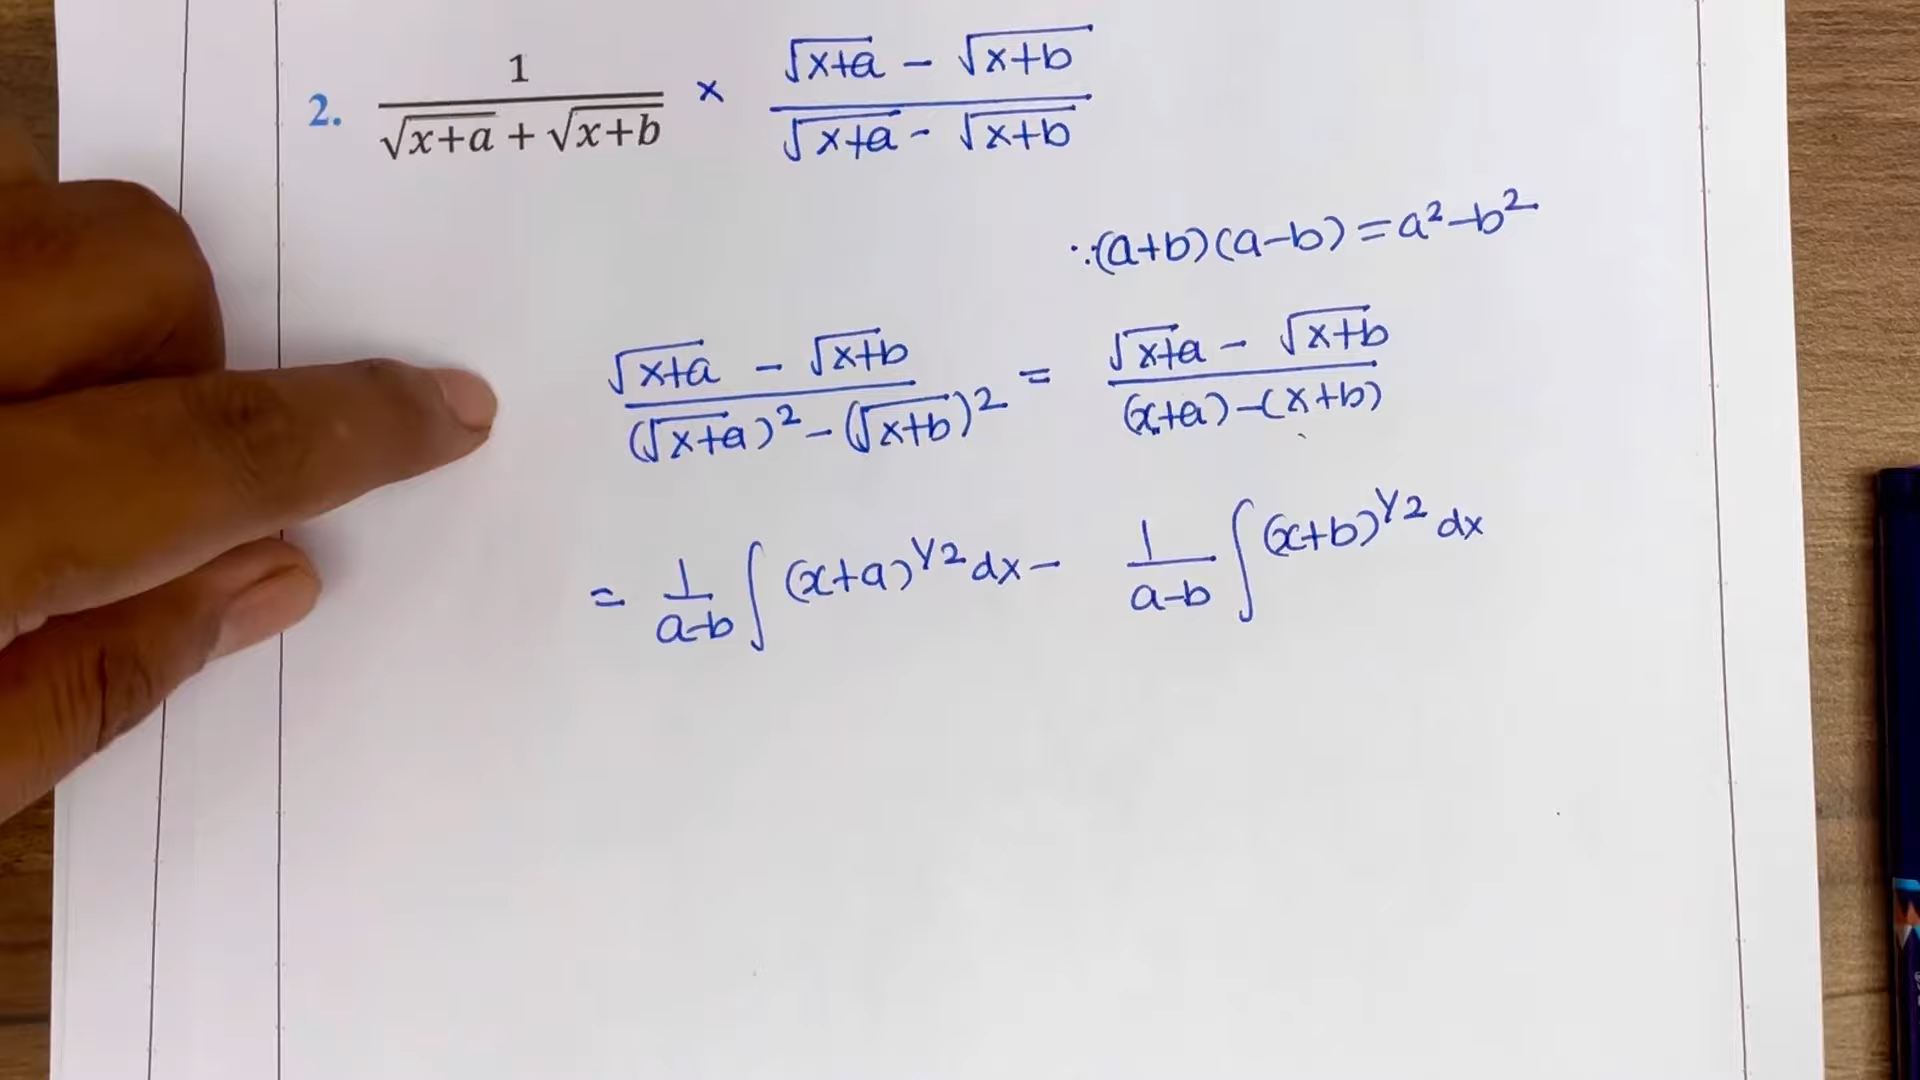 2. 1/(√x+a + √x+b) × (√x+a − √x+b)/(√x+a − √x+b)
∵(a+b)(a−b)=a²−b²
(√x+a − √x+b)/((√x+a)²−(√x+b)²) = (√x+a − √x+b)/((x+a)−(x+b))
= 1/(a−b) ∫(x+a)^1/2 dx − 1/(a−b) ∫(x+b)^1/2 dx